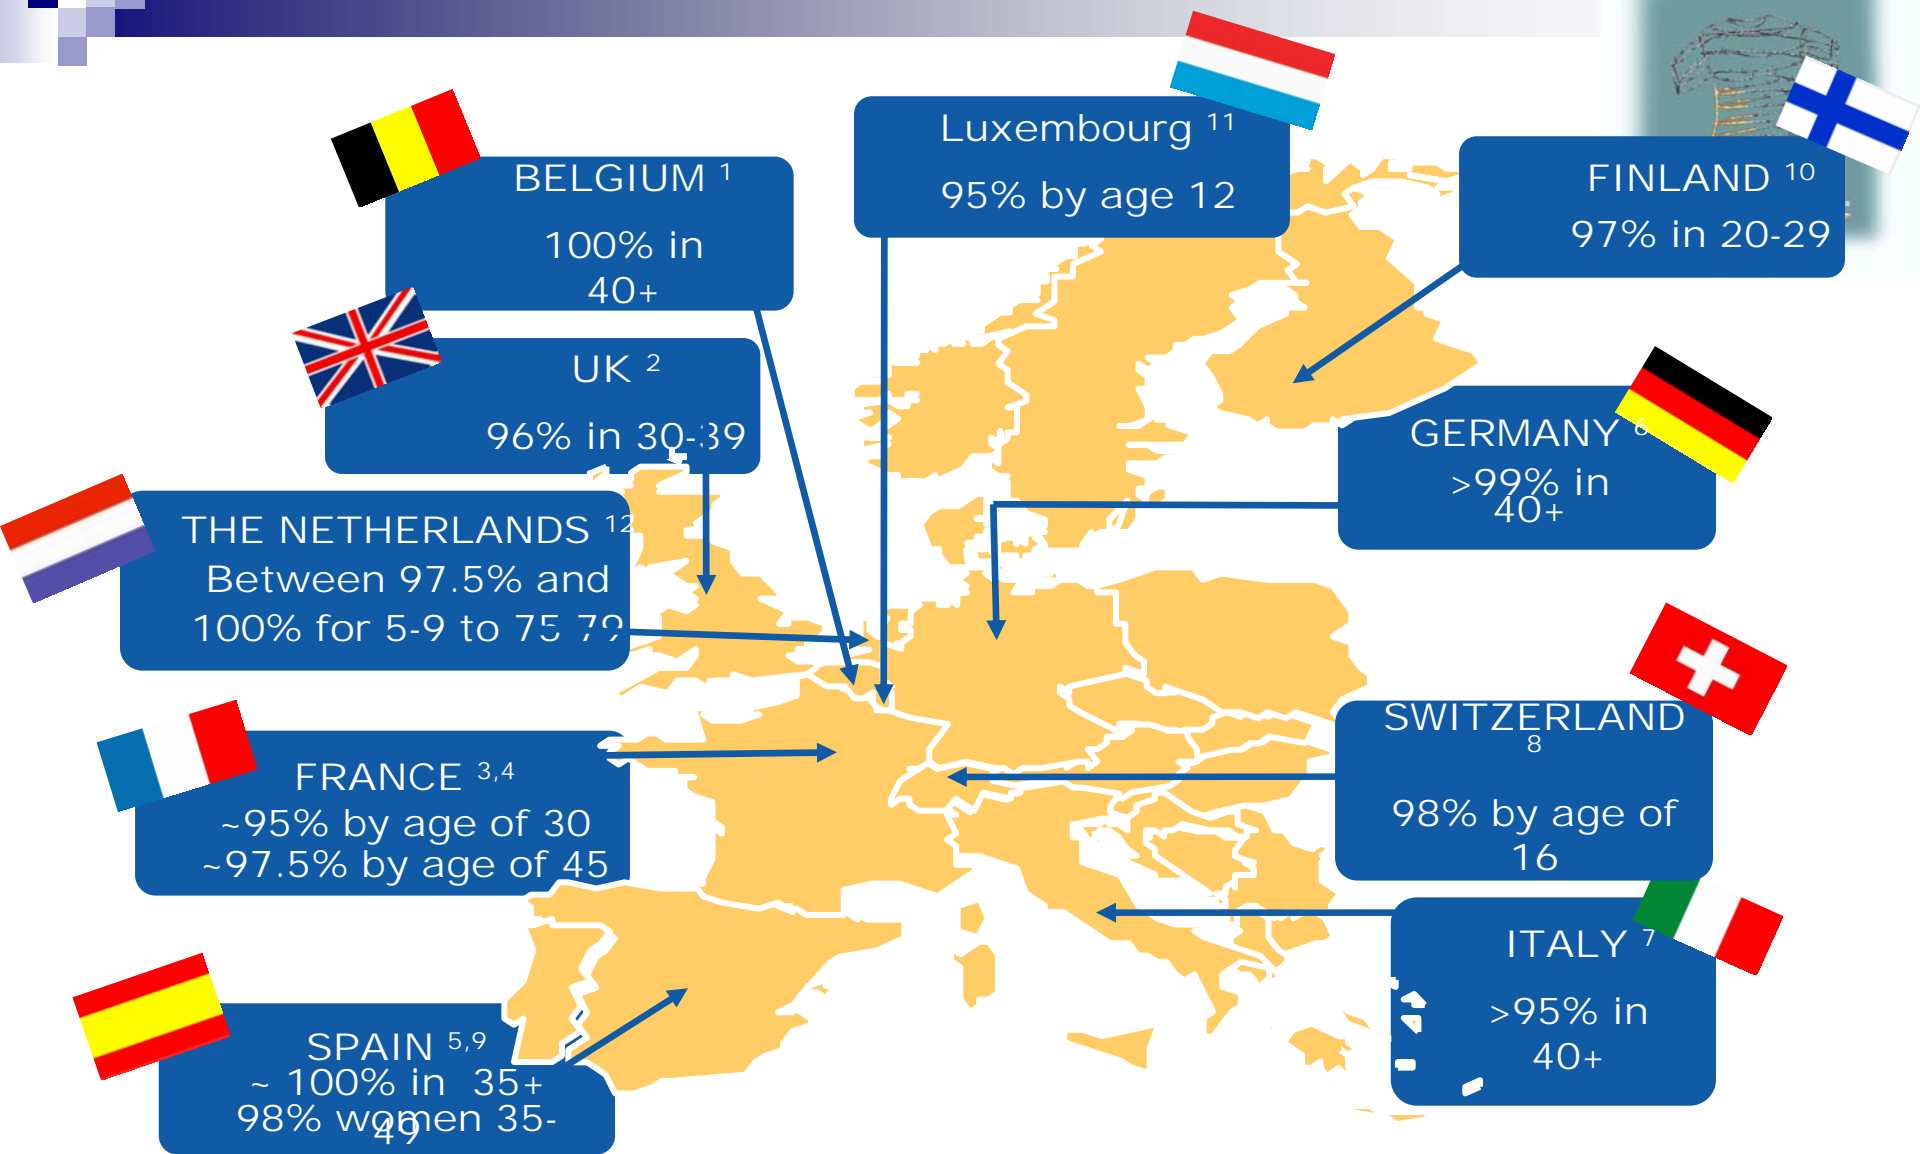 Luxembourg 11
95% by age 12
BELGIUM 1
100% in
40+
FINLAND 10
97% in 20-29
UK 2
96% in 30-39
GERMANY 6
>99% in
40+
THE NETHERLANDS 12
Between 97.5% and
100% for 5-9 to 75-79
SWITZERLAND
8
98% by age of
16
FRANCE 3,4
~95% by age of 30
~97.5% by age of 45
ITALY 7
>95% in
40+
SPAIN 5,9
~ 100% in 35+
98% women 35-
49